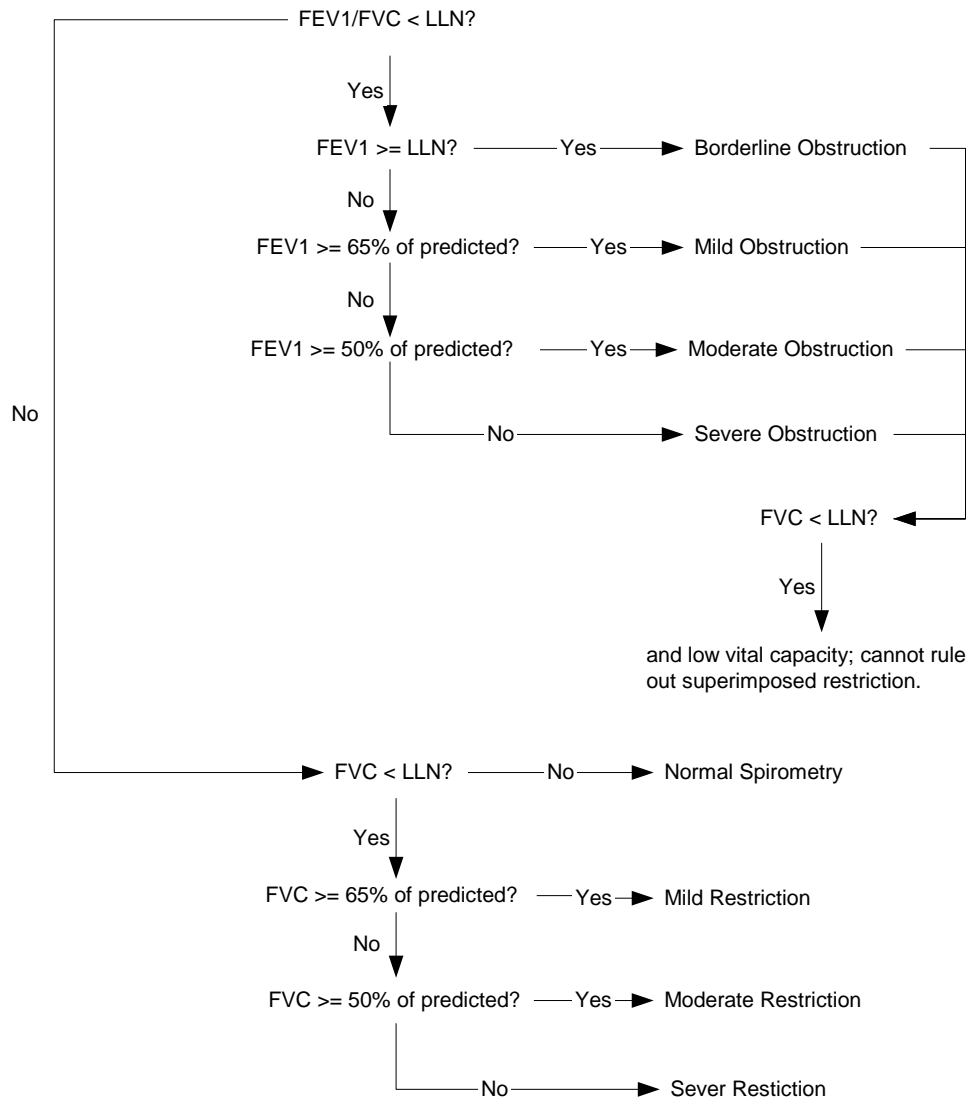 FEV1/FVC < LLN?
Yes
FEV1 >= LLN?
Yes
Borderline Obstruction
No
FEV1 >= 65% of predicted?
Yes
Mild Obstruction
No
FEV1 >= 50% of predicted?
Yes
Moderate Obstruction
No
No
Severe Obstruction
FVC < LLN?
Yes
and low vital capacity; cannot rule
out superimposed restriction.
FVC < LLN?
No
Normal Spirometry
Yes
FVC >= 65% of predicted?
Yes
Mild Restriction
No
FVC >= 50% of predicted?
Yes
Moderate Restriction
No
Sever Restiction